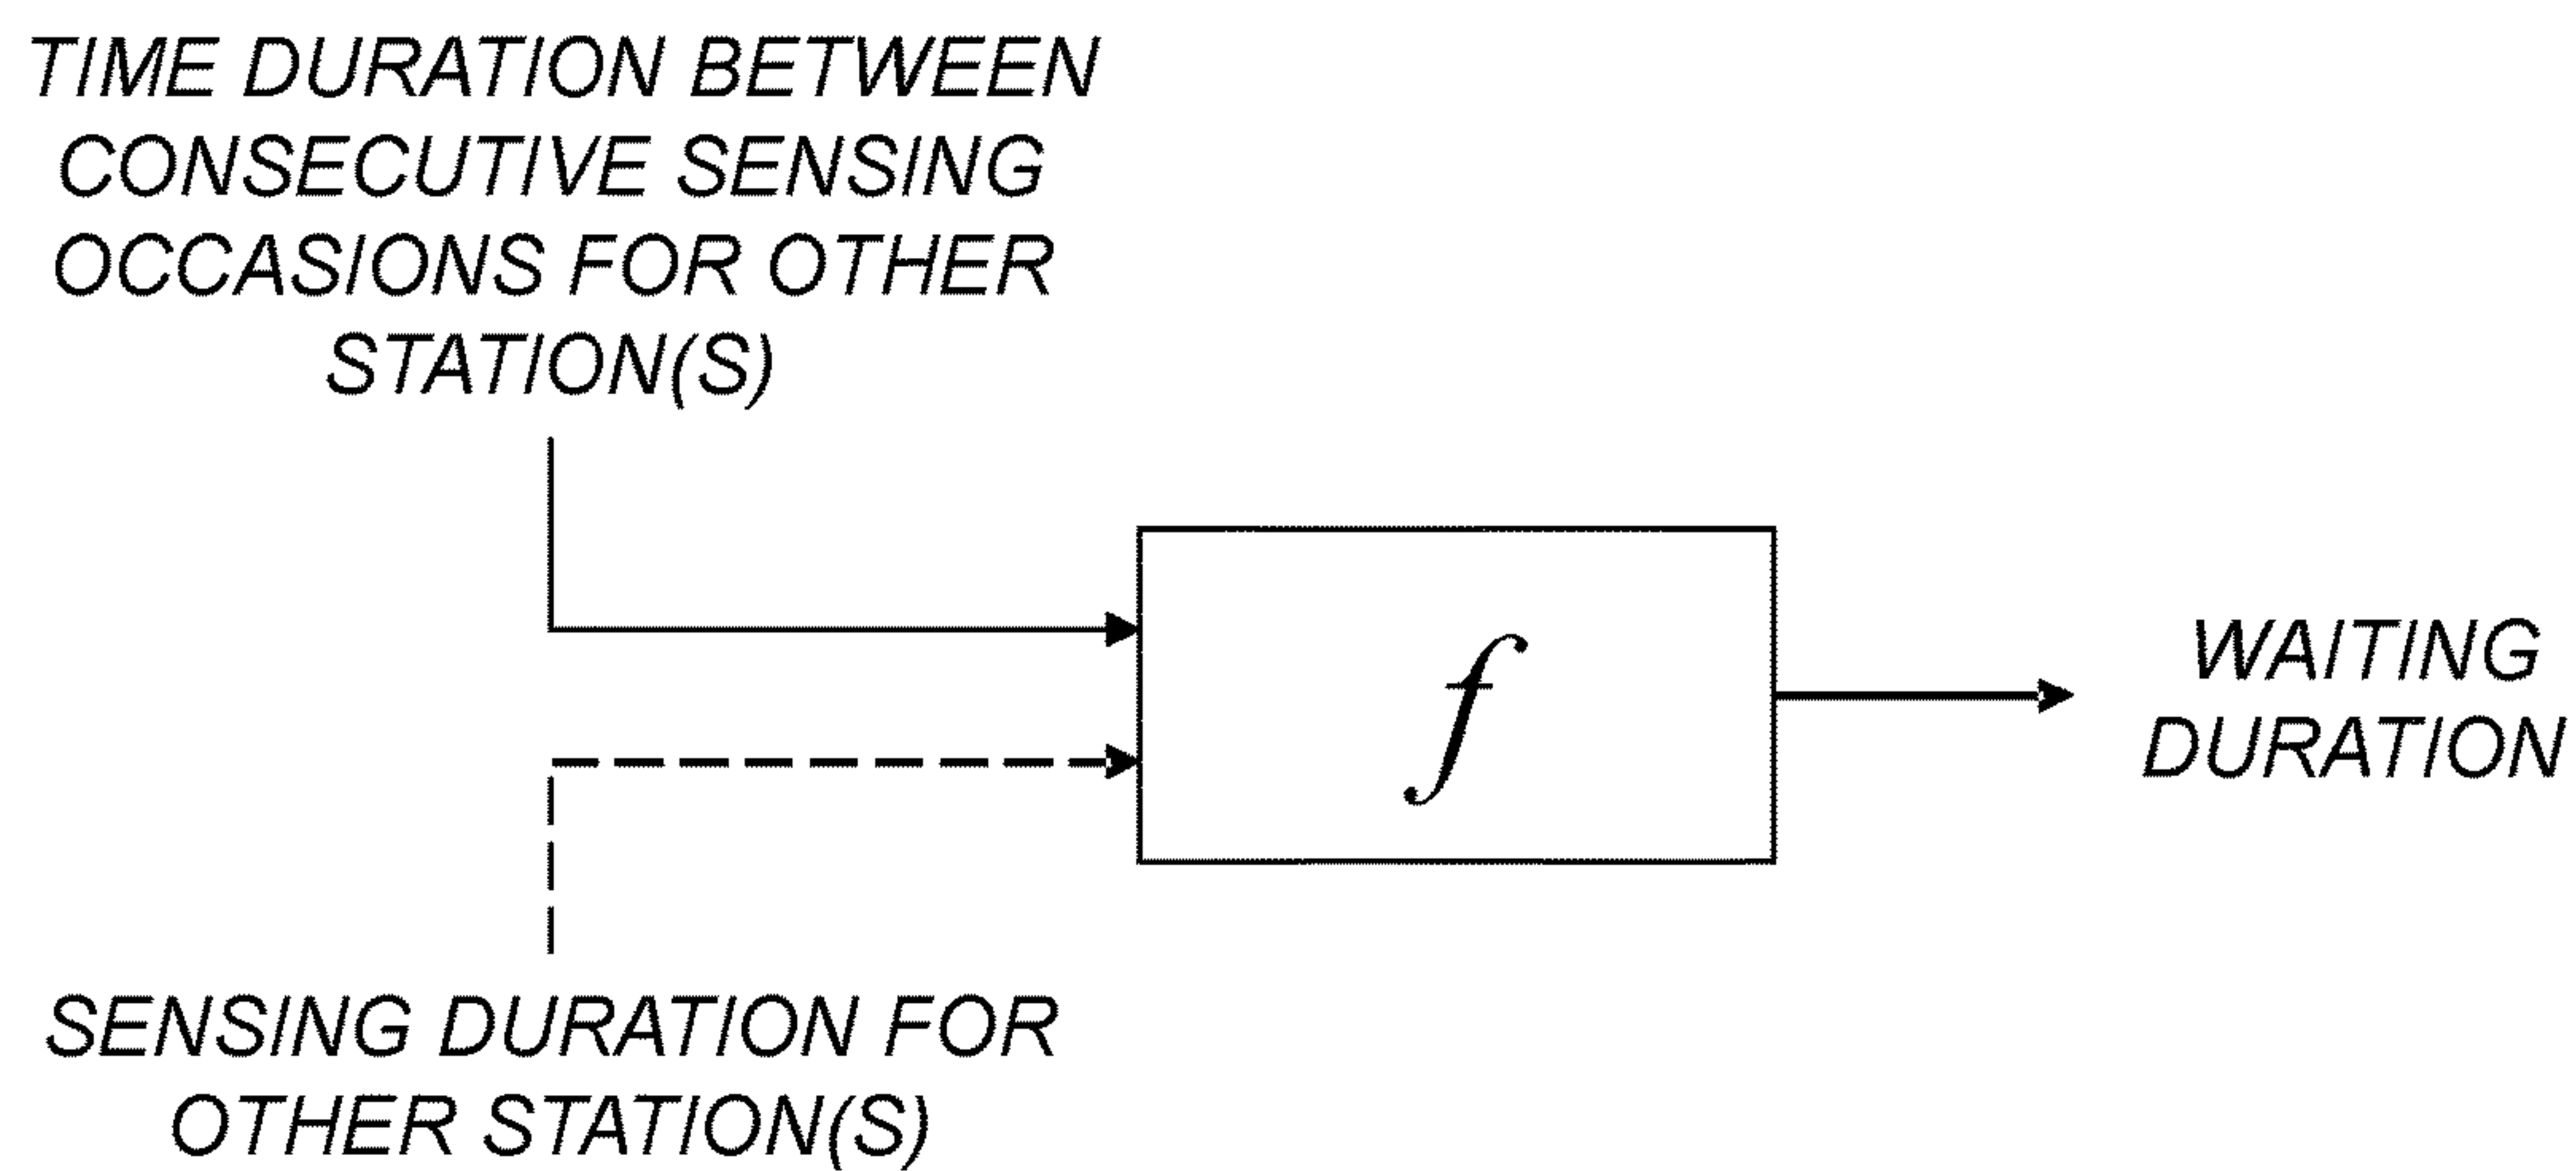 TIME DURATION BETWEEN
CONSECUTIVE SENSING
OCCASIONS FOR OTHER
STATION(S)
f
WAITING
DURATION
SENSING DURATION FOR
OTHER STATION(S)